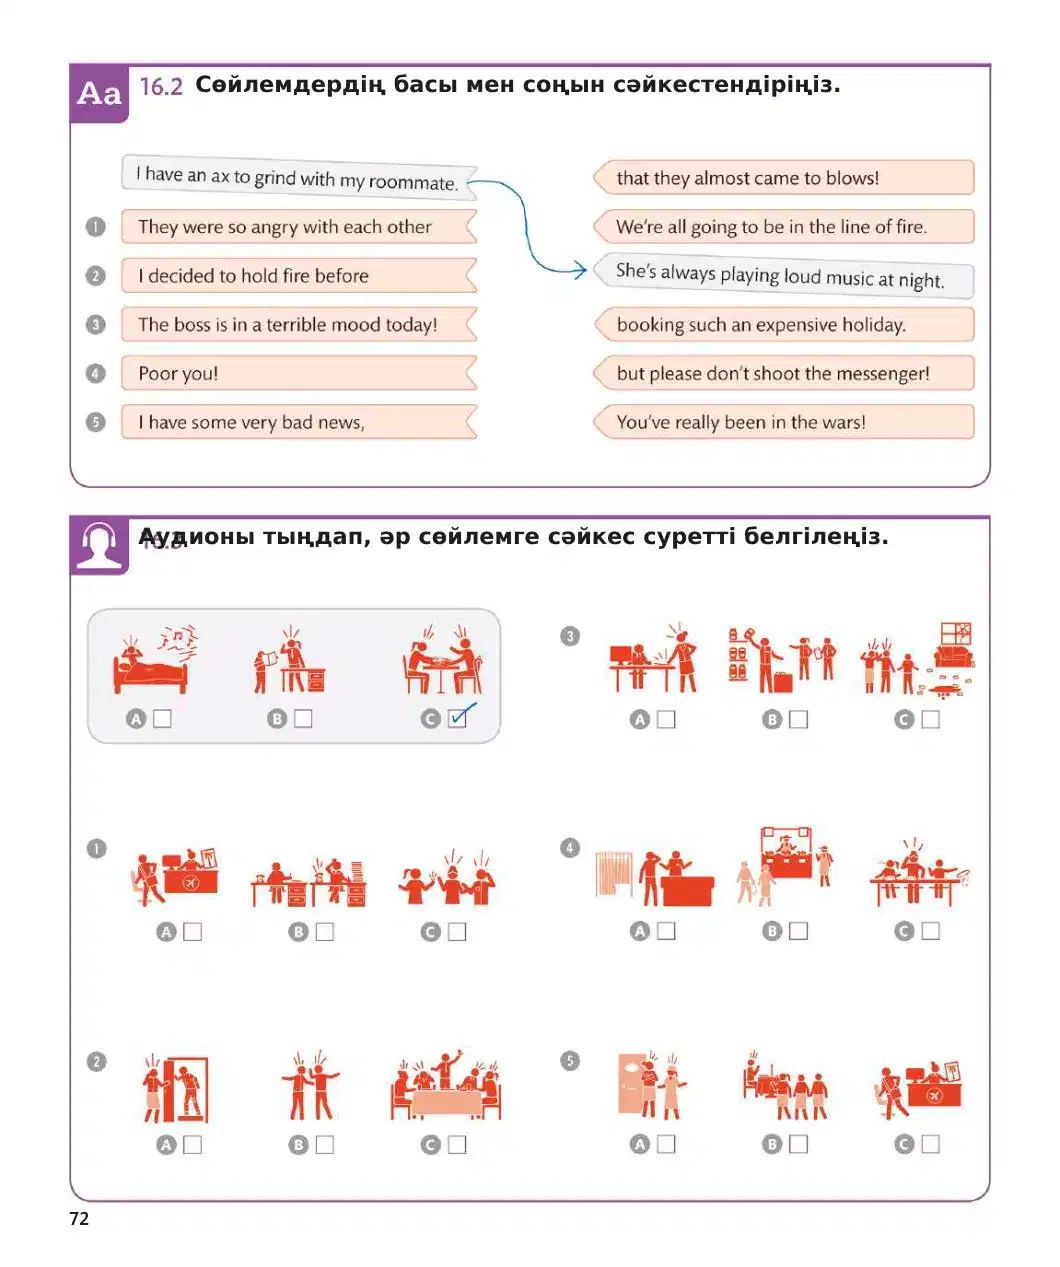 Aa 16.2 Сөйлемдердің басы мен соңын сәйкестендіріңіз.
I have an ax to grind with my roommate.
that they almost came to blows!
1 They were so angry with each other
We're all going to be in the line of fire.
2 I decided to hold fire before
She's always playing loud music at night.
3 The boss is in a terrible mood today!
booking such an expensive holiday.
4 Poor you!
but please don't shoot the messenger!
5 I have some very bad news,
You've really been in the wars!
Аудионы тыңдап, әр сөйлемге сәйкес суретті белгілеңіз.
A B C
3
A B C
1
A B C
4
A B C
2
A B C
5
A B C
72